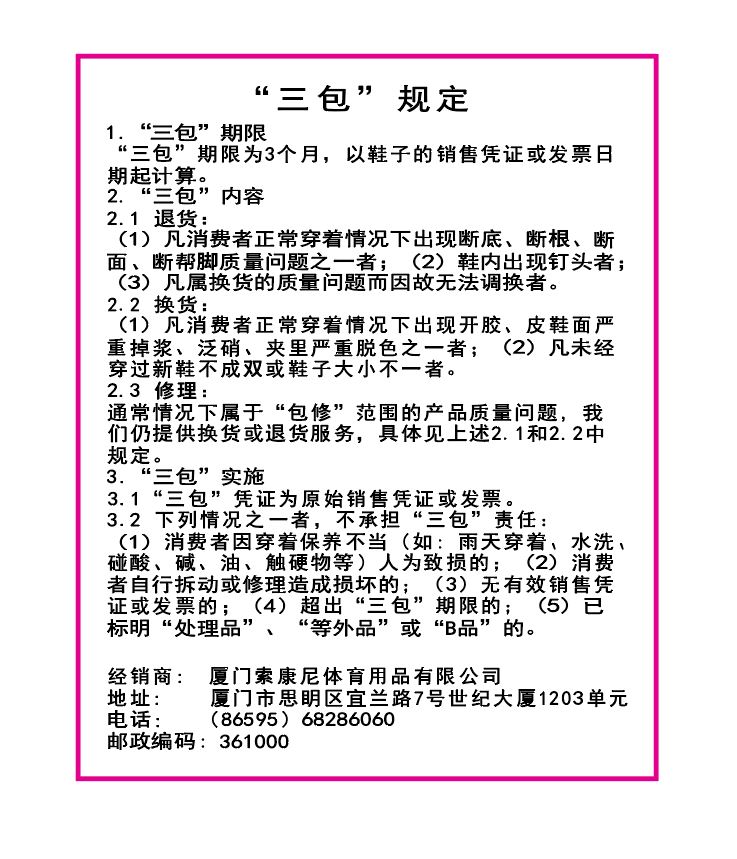 “三包”规定
1.“三包”期限
“三包”期限为3个月，以鞋子的销售凭证或发票日
期起计算。
2.“三包”内容
2.1 退货：
（1）凡消费者正常穿着情况下出现断底、断根、断
面、断帮脚质量问题之一者；（2）鞋内出现钉头者；
（3）凡属换货的质量问题而因故无法调换者。
2.2 换货：
（1）凡消费者正常穿着情况下出现开胶、皮鞋面严
重掉浆、泛硝、夹里严重脱色之一者；（2）凡未经
穿过新鞋不成双或鞋子大小不一者。
2.3 修理：
通常情况下属于“包修”范围的产品质量问题，我
们仍提供换货或退货服务，具体见上述2.1和2.2中
规定。
3.“三包”实施
3.1“三包”凭证为原始销售凭证或发票。
3.2 下列情况之一者，不承担“三包”责任：
（1）消费者因穿着保养不当（如：雨天穿着、水洗、
碰酸、碱、油、触硬物等）人为致损的；（2）消费
者自行拆动或修理造成损坏的；（3）无有效销售凭
证或发票的；（4）超出“三包”期限的；（5）已
标明“处理品”、“等外品”或“B品”的。
经销商： 厦门索康尼体育用品有限公司
地址： 厦门市思明区宜兰路7号世纪大厦1203单元
电话： （86595）68286060
邮政编码：361000